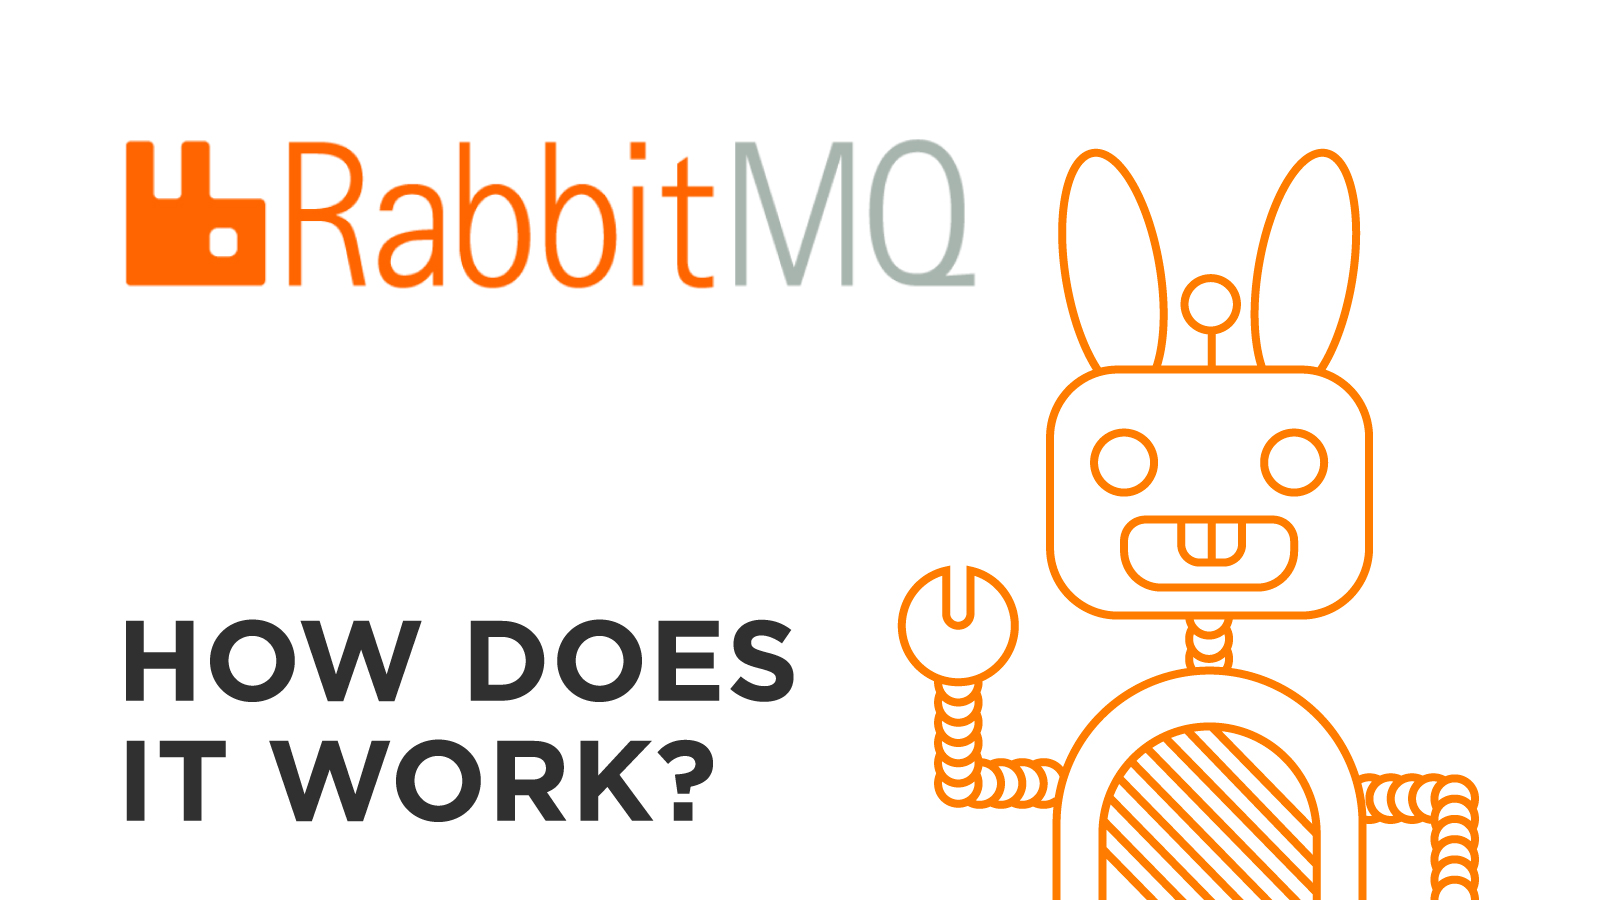 RabbitMQ
HOW DOES
IT WORK?